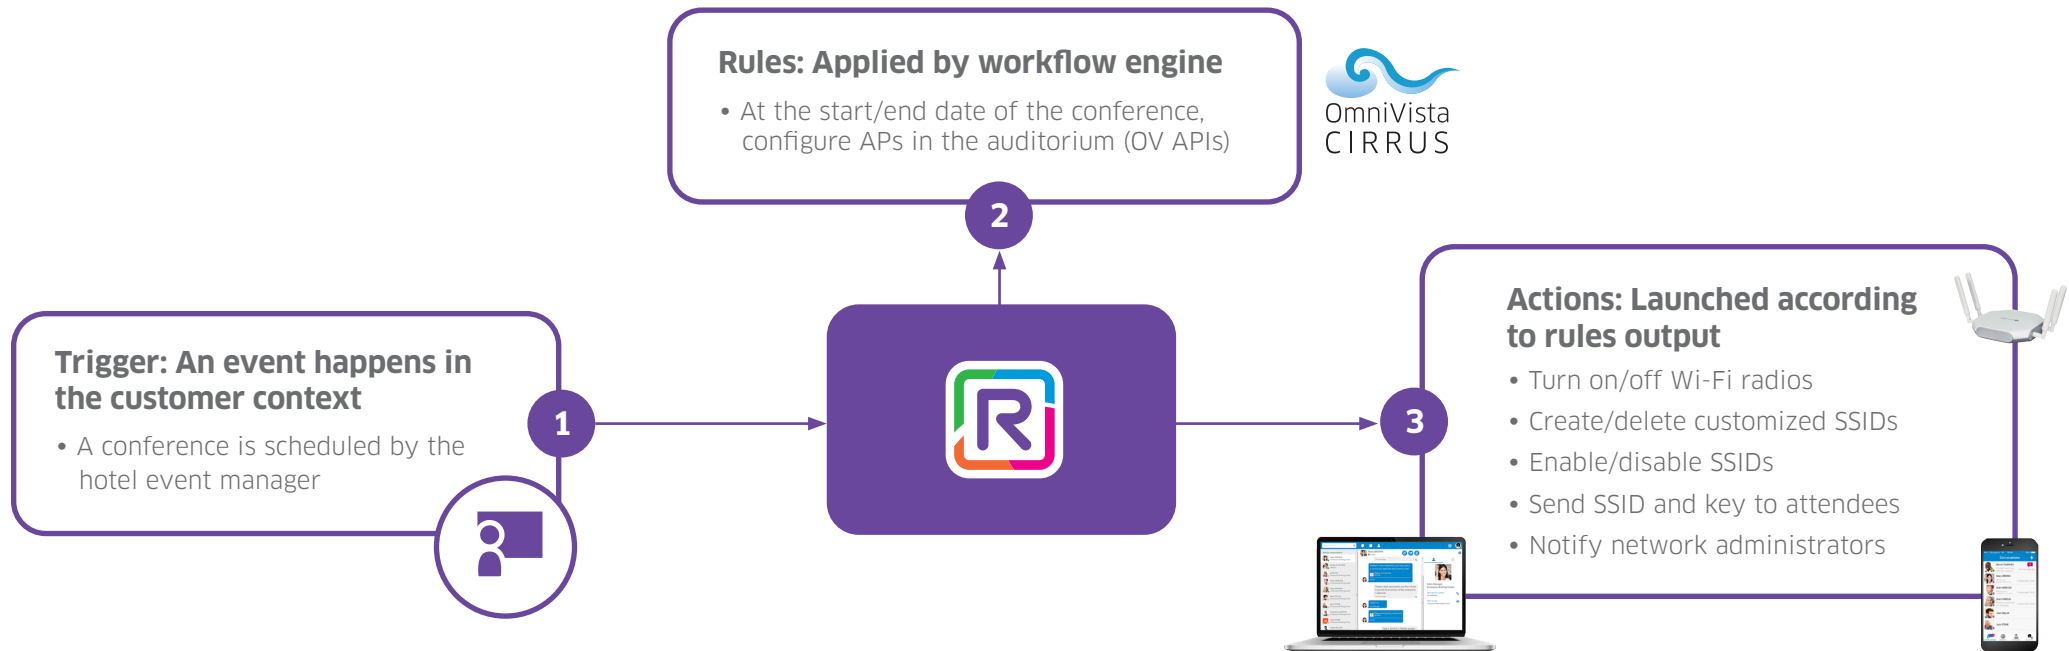 Rules: Applied by workflow engine
• At the start/end date of the conference,
configure APs in the auditorium (OV APIs)
OmniVista
CIRRUS
2
Trigger: An event happens in
the customer context
• A conference is scheduled by the
hotel event manager
1
R
3
Actions: Launched according
to rules output
• Turn on/off Wi-Fi radios
• Create/delete customized SSIDs
• Enable/disable SSIDs
• Send SSID and key to attendees
• Notify network administrators